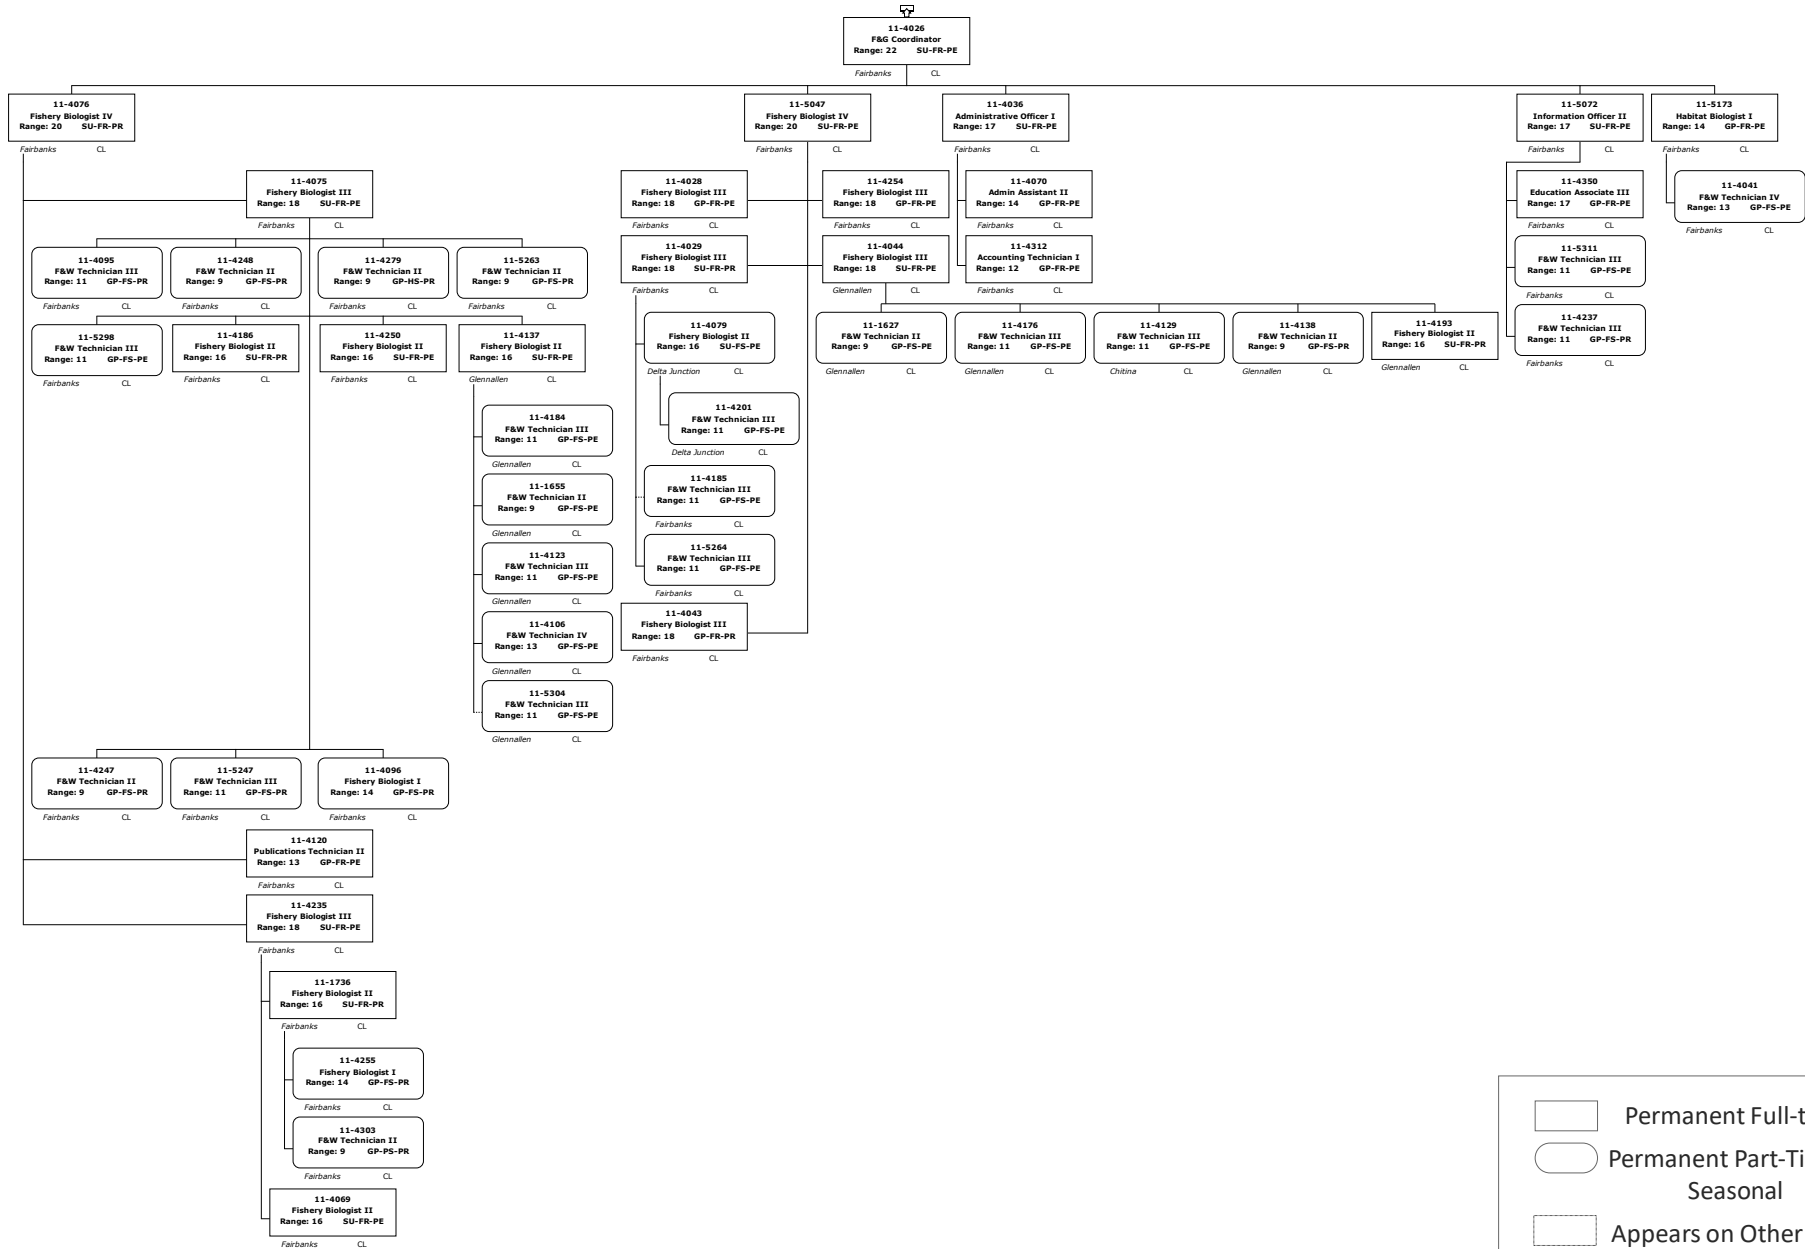 11-4026
F&G Coordinator
Range: 22 SU-FR-PE
Fairbanks CL
11-4076
Fishery Biologist IV
Range: 20 SU-FR-PR
Fairbanks CL
11-5047
Fishery Biologist IV
Range: 20 SU-FR-PE
Fairbanks CL
11-4036
Administrative Officer I
Range: 17 SU-FR-PE
Fairbanks CL
11-5072
Information Officer II
Range: 17 SU-FR-PE
Fairbanks CL
11-5173
Habitat Biologist I
Range: 14 GP-FR-PE
Fairbanks CL
11-4075
Fishery Biologist III
Range: 18 SU-FR-PE
Fairbanks CL
11-4028
Fishery Biologist III
Range: 18 GP-FR-PE
Fairbanks CL
11-4254
Fishery Biologist III
Range: 18 GP-FR-PE
Fairbanks CL
11-4070
Admin Assistant II
Range: 14 GP-FR-PE
Fairbanks CL
11-4350
Education Associate III
Range: 17 GP-FR-PE
Fairbanks CL
11-4041
F&W Technician IV
Range: 13 GP-FS-PE
Fairbanks CL
11-4095
F&W Technician III
Range: 11 GP-FS-PR
Fairbanks CL
11-4248
F&W Technician II
Range: 9 GP-FS-PR
Fairbanks CL
11-4279
F&W Technician II
Range: 9 GP-HS-PR
Fairbanks CL
11-5263
F&W Technician II
Range: 9 GP-FS-PR
Fairbanks CL
11-4029
Fishery Biologist III
Range: 18 SU-FR-PR
Fairbanks CL
11-4044
Fishery Biologist III
Range: 18 SU-FR-PE
Glennallen CL
11-4312
Accounting Technician I
Range: 12 GP-FR-PE
Fairbanks CL
11-5311
F&W Technician III
Range: 11 GP-FS-PE
Fairbanks CL
11-5298
F&W Technician III
Range: 11 GP-FS-PE
Fairbanks CL
11-4186
Fishery Biologist II
Range: 16 SU-FR-PR
Fairbanks CL
11-4250
Fishery Biologist II
Range: 16 SU-FR-PE
Fairbanks CL
11-4137
Fishery Biologist II
Range: 16 SU-FR-PE
Glennallen CL
11-4079
Fishery Biologist II
Range: 16 SU-FS-PE
Delta Junction CL
11-1627
F&W Technician II
Range: 9 GP-FS-PE
Glennallen CL
11-4176
F&W Technician III
Range: 11 GP-FS-PE
Glennallen CL
11-4129
F&W Technician III
Range: 11 GP-FS-PE
Chitina CL
11-4138
F&W Technician II
Range: 9 GP-FS-PR
Glennallen CL
11-4193
Fishery Biologist II
Range: 16 SU-FR-PR
Glennallen CL
11-4237
F&W Technician III
Range: 11 GP-FS-PR
Fairbanks CL
11-4184
F&W Technician III
Range: 11 GP-FS-PE
Glennallen CL
11-4201
F&W Technician III
Range: 11 GP-FS-PE
Delta Junction CL
11-1655
F&W Technician II
Range: 9 GP-FS-PE
Glennallen CL
11-4185
F&W Technician III
Range: 11 GP-FS-PE
Fairbanks CL
11-4123
F&W Technician III
Range: 11 GP-FS-PE
Glennallen CL
11-5264
F&W Technician III
Range: 11 GP-FS-PE
Fairbanks CL
11-4106
F&W Technician IV
Range: 13 GP-FS-PE
Glennallen CL
11-4043
Fishery Biologist III
Range: 18 GP-FR-PR
Fairbanks CL
11-5304
F&W Technician III
Range: 11 GP-FS-PE
Glennallen CL
11-4247
F&W Technician II
Range: 9 GP-FS-PR
Fairbanks CL
11-5247
F&W Technician III
Range: 11 GP-FS-PR
Fairbanks CL
11-4096
Fishery Biologist I
Range: 14 GP-FS-PR
Fairbanks CL
11-4120
Publications Technician II
Range: 13 GP-FR-PE
Fairbanks CL
11-4235
Fishery Biologist III
Range: 18 SU-FR-PE
Fairbanks CL
11-1736
Fishery Biologist II
Range: 16 SU-FR-PR
Fairbanks CL
11-4255
Fishery Biologist I
Range: 14 GP-FS-PR
Fairbanks CL
11-4303
F&W Technician II
Range: 9 GP-PS-PR
Fairbanks CL
11-4069
Fishery Biologist II
Range: 16 SU-FR-PE
Fairbanks CL
Permanent Full-t
Permanent Part-Ti
Seasonal
Appears on Other